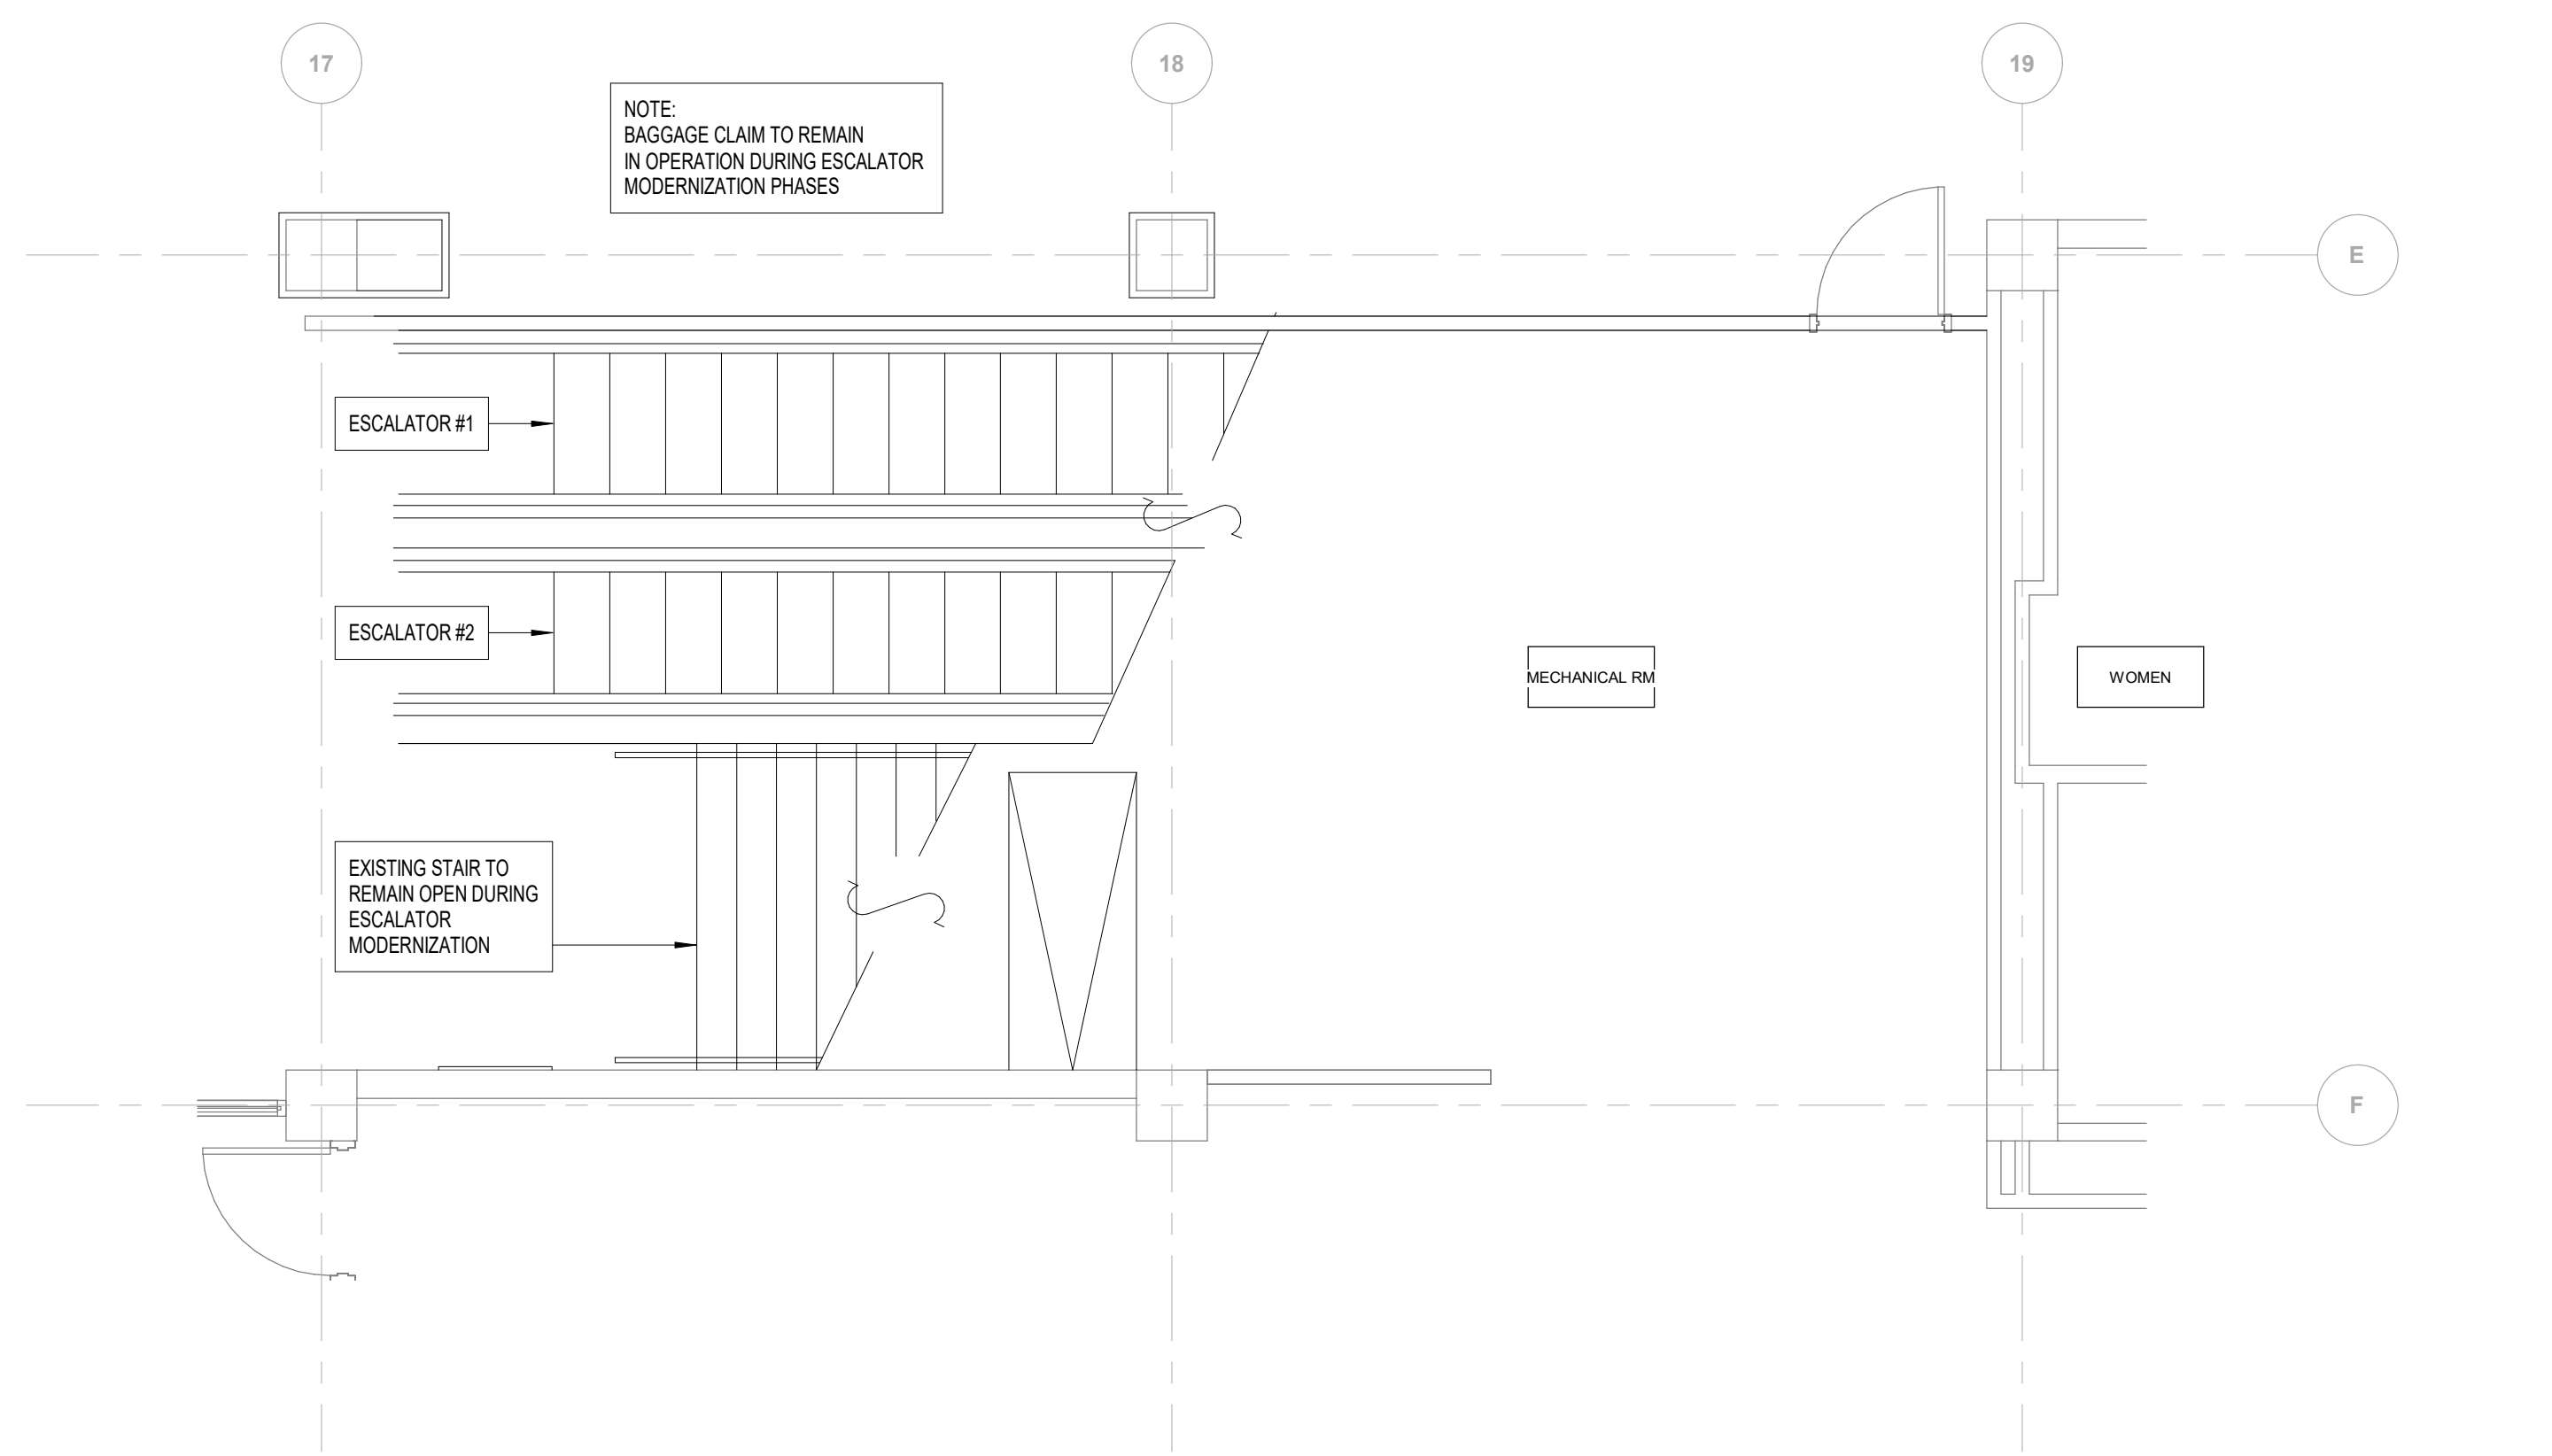 17
18
19
NOTE:
BAGGAGE CLAIM TO REMAIN
IN OPERATION DURING ESCALATOR
MODERNIZATION PHASES
E
ESCALATOR #1
ESCALATOR #2
MECHANICAL RM
WOMEN
EXISTING STAIR TO
REMAIN OPEN DURING
ESCALATOR
MODERNIZATION
F